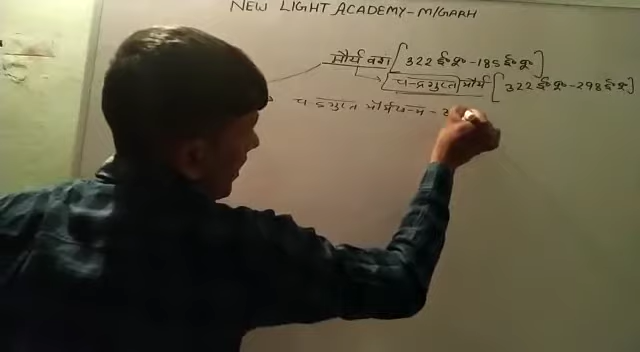 NEW LIGHT ACADEMY-M/GARH
मौर्य वंश [322 ई०पू० -185 ई०पू०]
चन्द्रगुप्त मौर्य [322 ई०पू० -298 ई०पू०]
चन्द्रगुप्त मौर्य